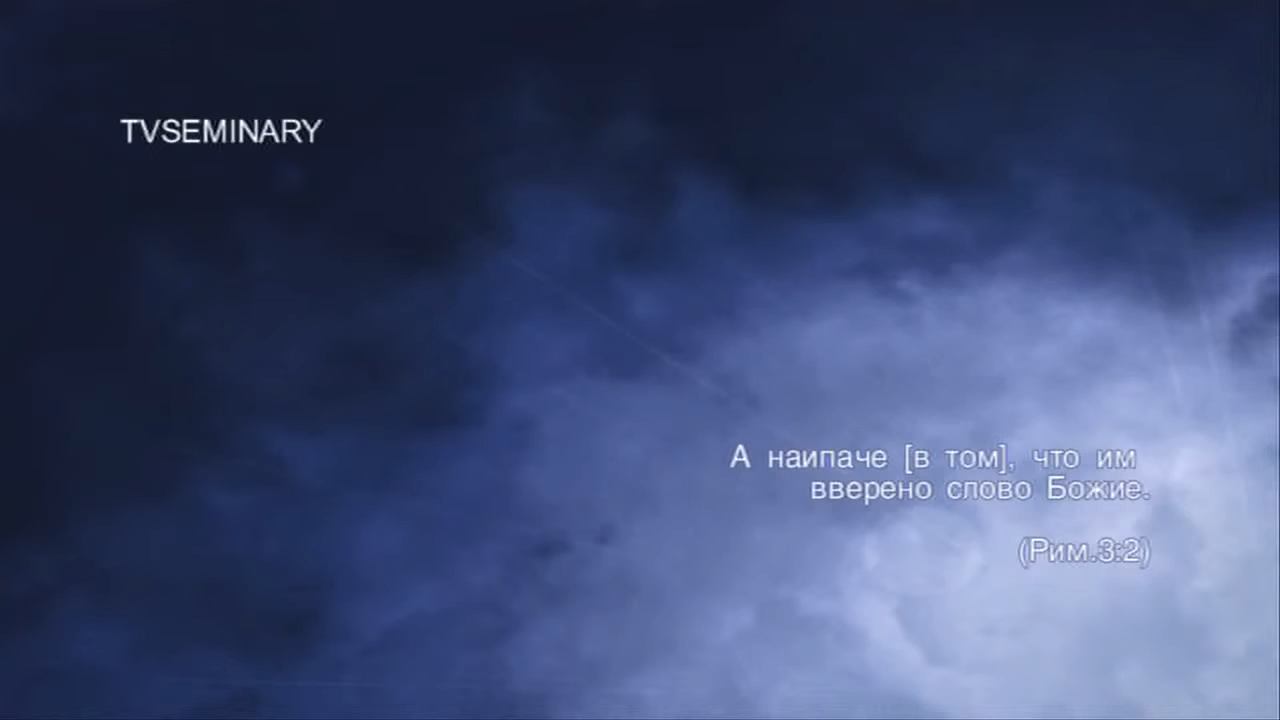 TVSEMINARY
А наипаче [в том], что им
вверено слово Божие.
(Рим.3:2)